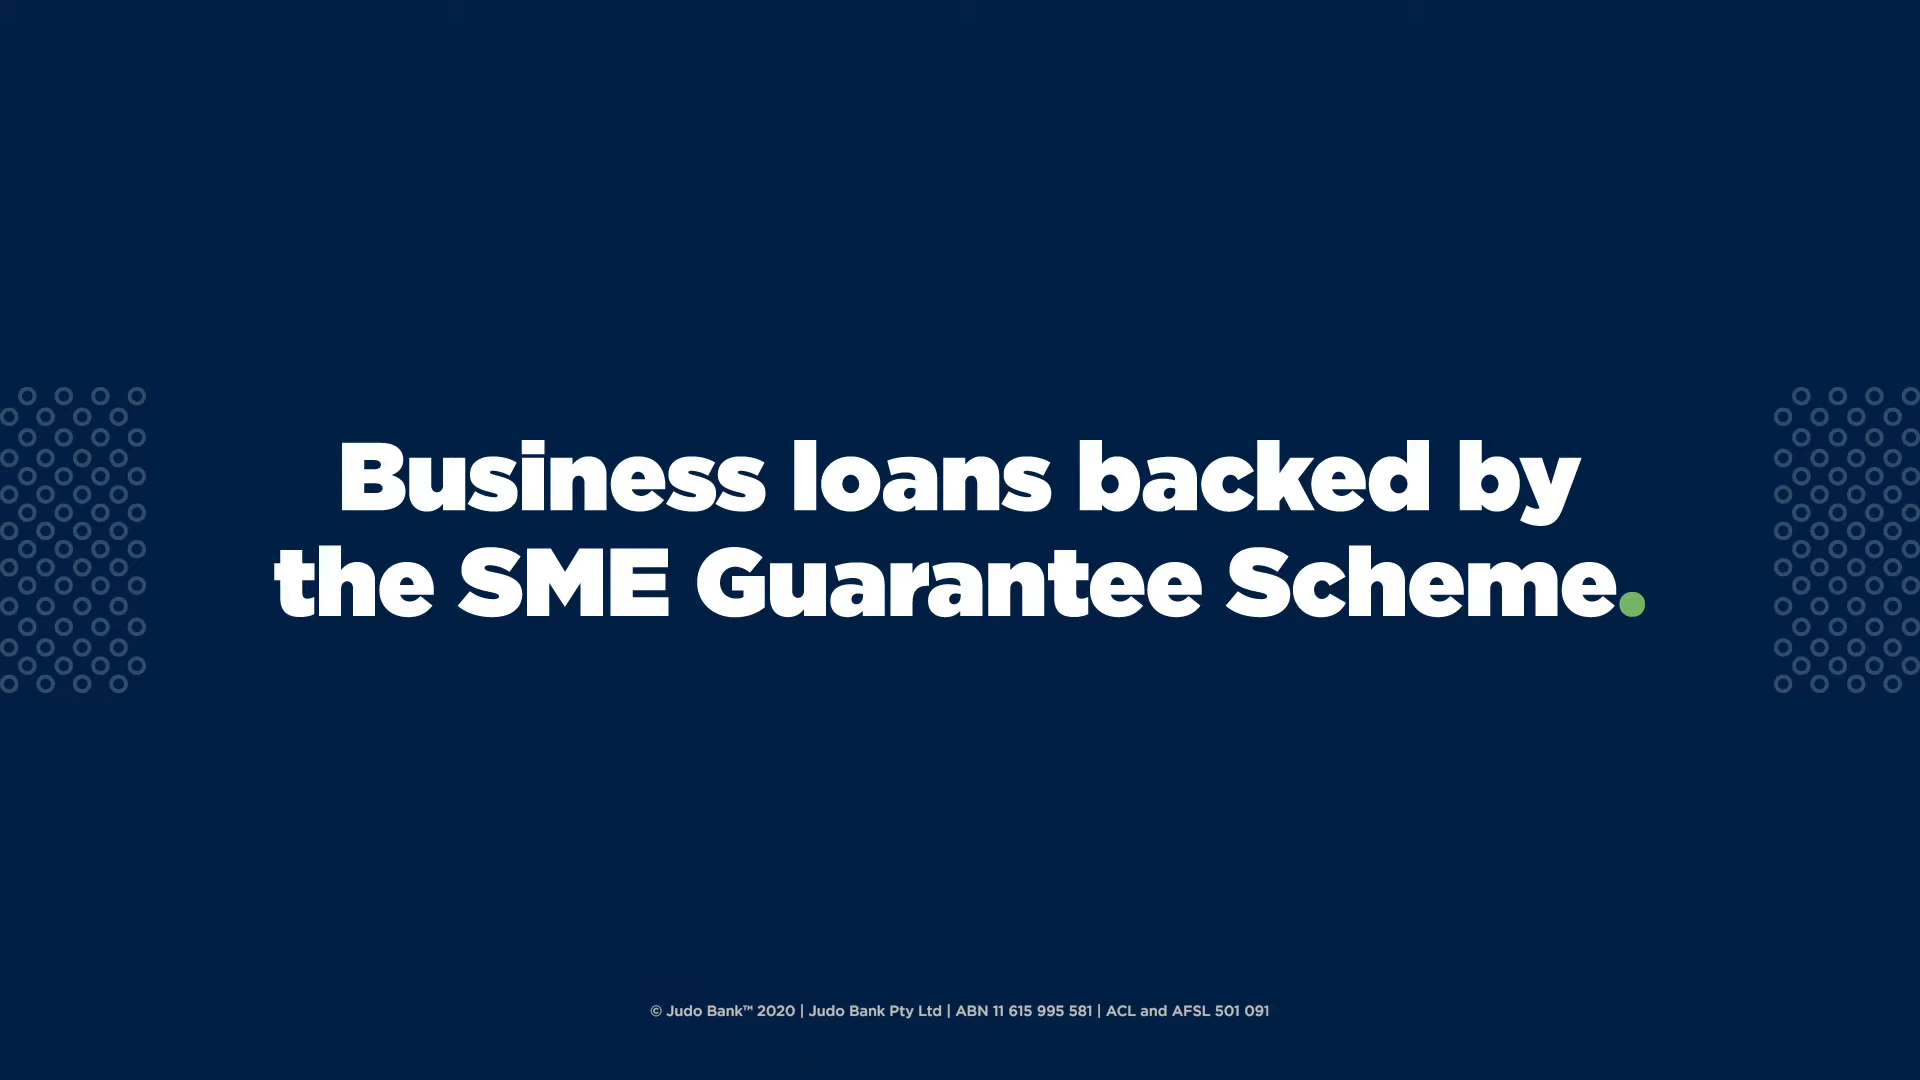 Business loans backed by
the SME Guarantee Scheme.
© Judo Bank™ 2020 | Judo Bank Pty Ltd | ABN 11 615 995 581 | ACL and AFSL 501 091